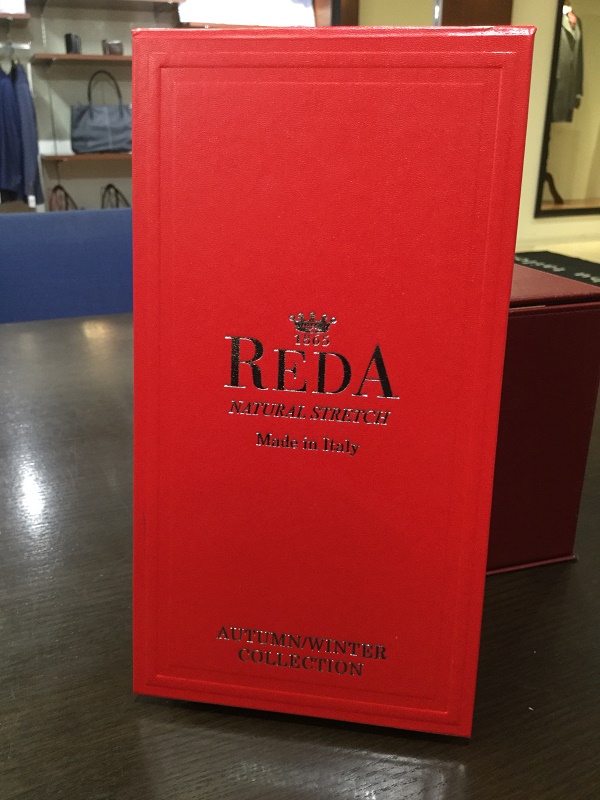 1865
REDA
NATURAL STRETCH
Made in Italy
AUTUMN/WINTER
COLLECTION